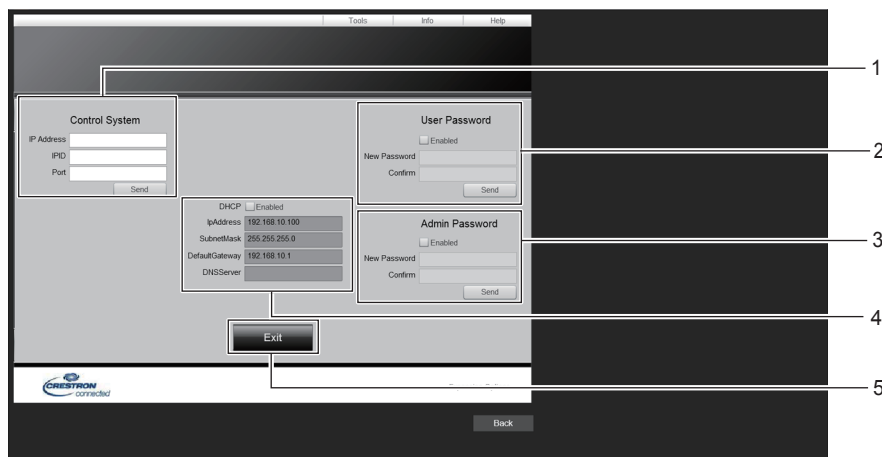 Tools Info Help
1
Control System
IP Address
IPID
Port
Send
User Password
Enabled
New Password
Confirm
Send
2
DHCP Enabled
IpAddress 192.168.10.100
SubnetMask 255.255.255.0
DefaultGateway 192.168.10.1
DNSServer
Admin Password
Enabled
New Password
Confirm
Send
3
4
Exit
5
CRESTRON
connected
Back